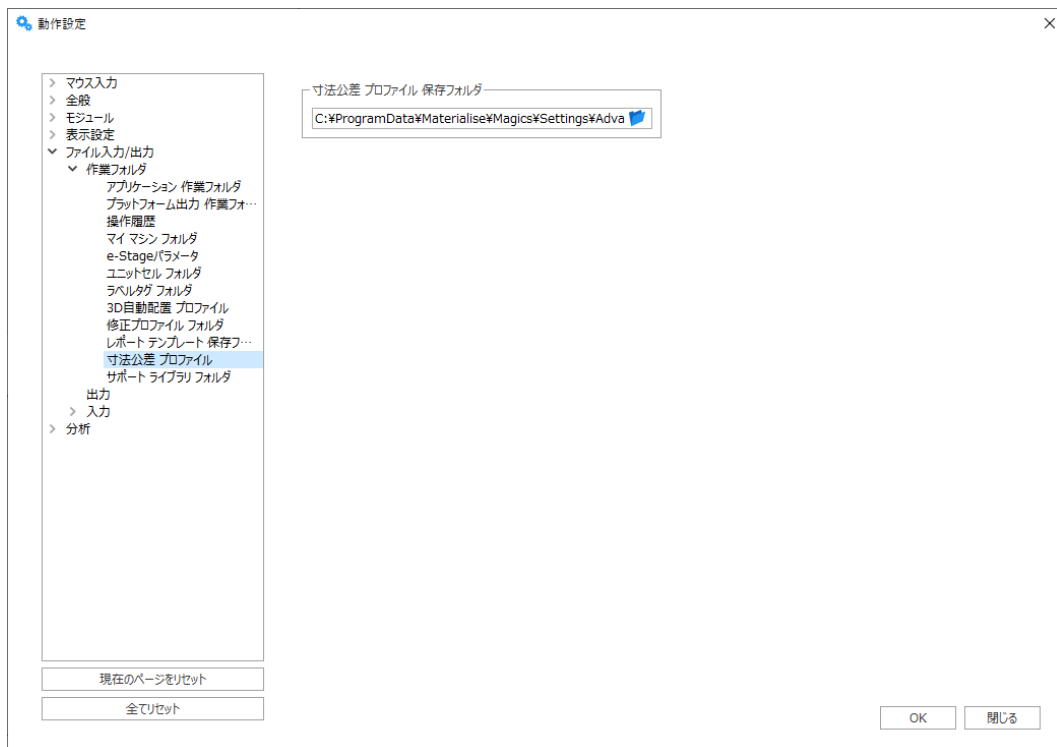 動作設定
マウス入力
全般
モジュール
表示設定
ファイル入力/出力
作業フォルダ
アプリケーション 作業フォルダ
プラットフォーム出力 作業フォ…
操作履歴
マイ マシン フォルダ
e-Stageパラメータ
ユニットセル フォルダ
ラベルタグ フォルダ
3D自動配置 プロファイル
修正プロファイル フォルダ
レポート テンプレート 保存フ…
寸法公差 プロファイル
サポート ライブラリ フォルダ
出力
入力
分析
現在のページをリセット
全てリセット
寸法公差 プロファイル 保存フォルダ
C:¥ProgramData¥Materialise¥Magics¥Settings¥Adva
OK
閉じる